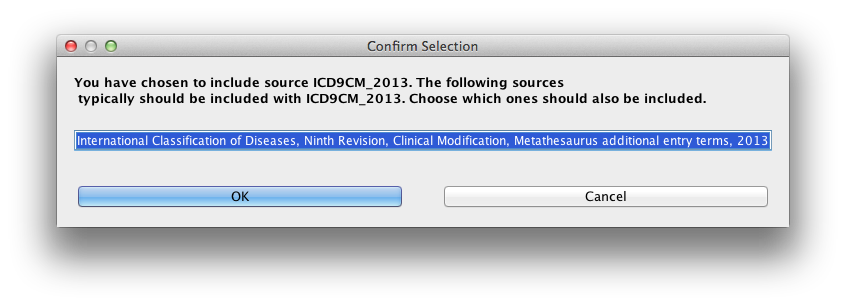 Confirm Selection
You have chosen to include source ICD9CM_2013. The following sources
typically should be included with ICD9CM_2013. Choose which ones should also be included.
International Classification of Diseases, Ninth Revision, Clinical Modification, Metathesaurus additional entry terms, 2013
OK
Cancel